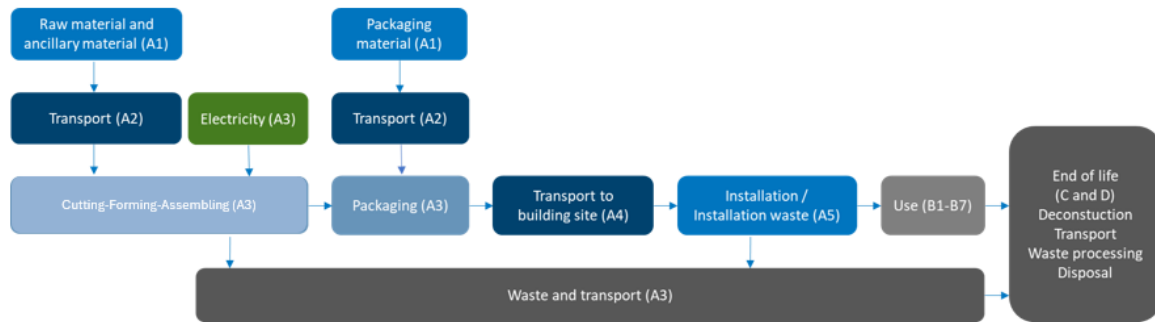 Raw material and
ancillary material (A1)
Packaging
material (A1)
Transport (A2)
Electricity (A3)
Transport (A2)
Cutting-Forming-Assembling (A3)
Packaging (A3)
Transport to
building site (A4)
Installation /
Installation waste (A5)
Use (B1-B7)
End of life
(C and D)
Deconstuction
Transport
Waste processing
Disposal
Waste and transport (A3)